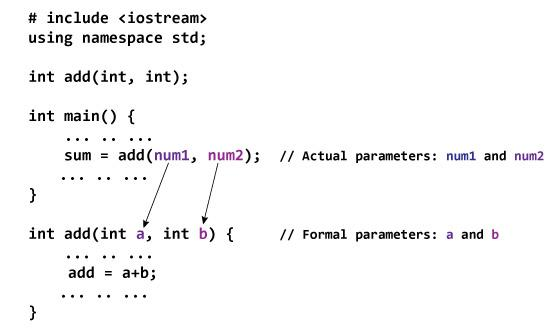 # include <iostream>
using namespace std;
int add(int, int);
int main() {
... .. ...
sum = add(num1, num2); // Actual parameters: num1 and num2
... .. ...
}
int add(int a, int b) { // Formal parameters: a and b
... .. ...
add = a+b;
... .. ...
}